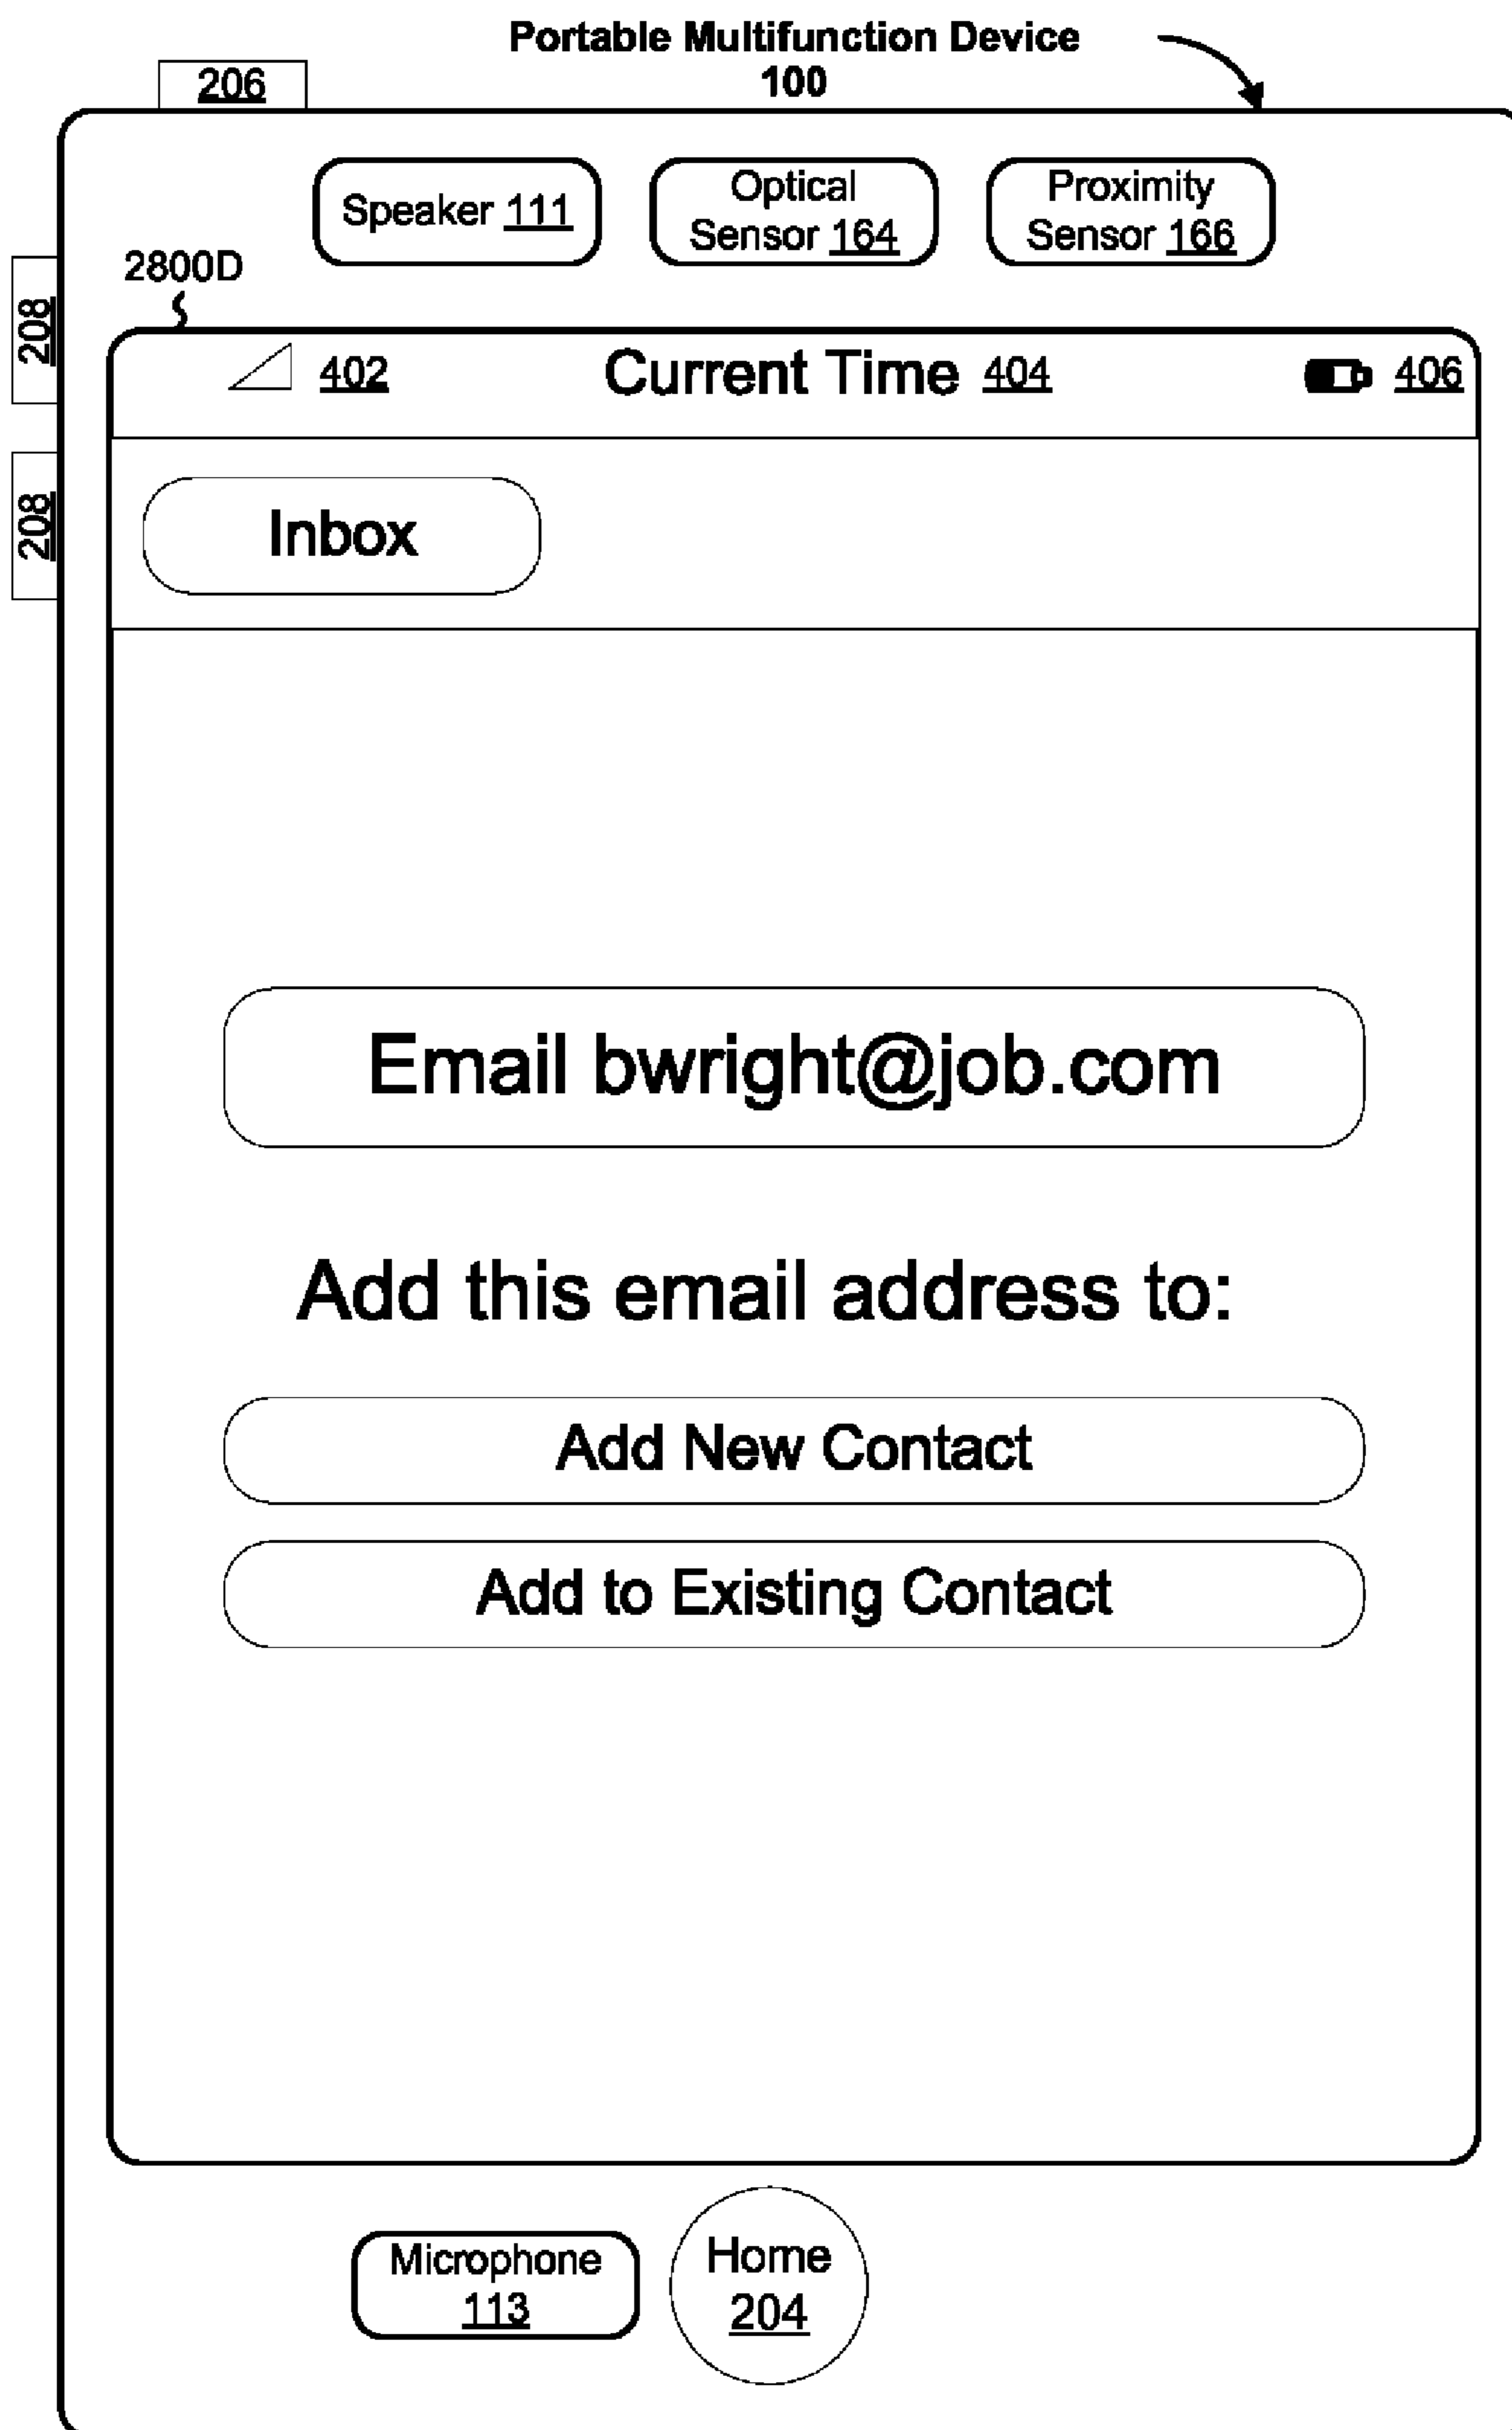 Portable Multifunction Device
100
206
Speaker 111
Optical
Sensor 164
Proximity
Sensor 166
2800D
208
402
Current Time 404
406
208
Inbox
Email bwright@job.com
Add this email address to:
Add New Contact
Add to Existing Contact
Microphone
113
Home
204